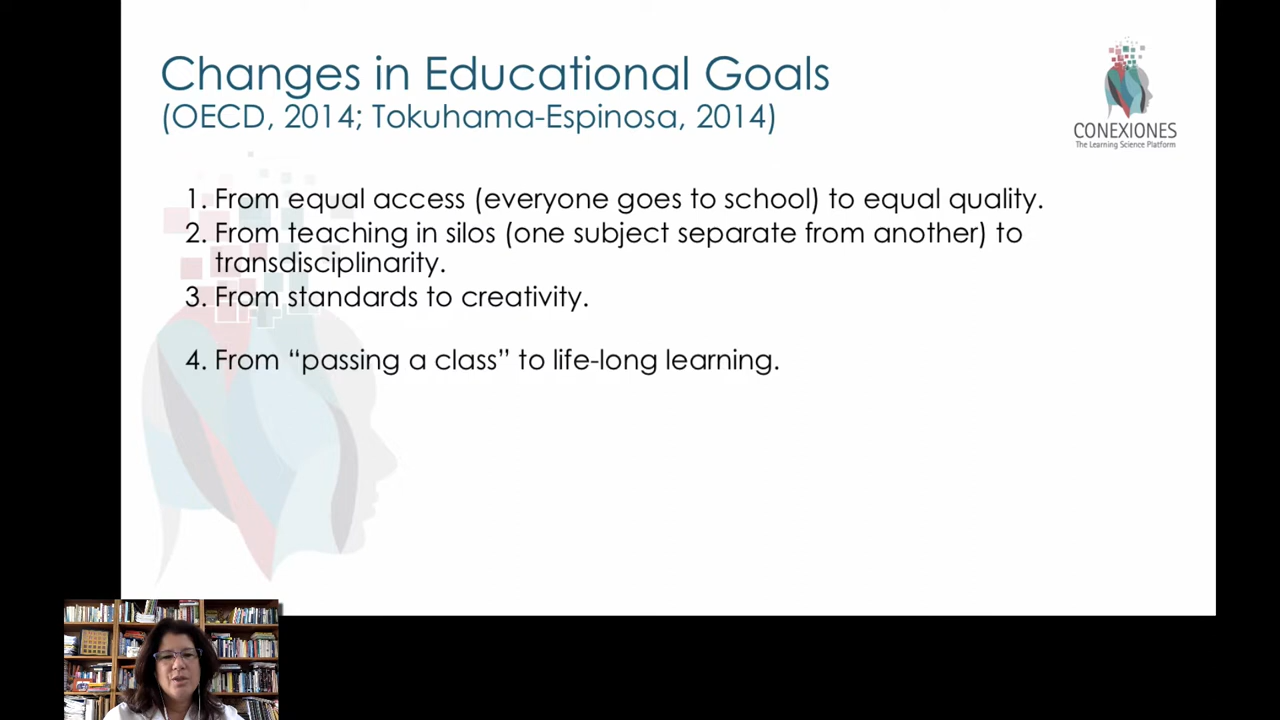 Changes in Educational Goals
(OECD, 2014; Tokuhama-Espinosa, 2014)
CONEXIONES
The Learning Science Platform
1. From equal access (everyone goes to school) to equal quality.
2. From teaching in silos (one subject separate from another) to
transdisciplinarity.
3. From standards to creativity.
4. From “passing a class” to life-long learning.